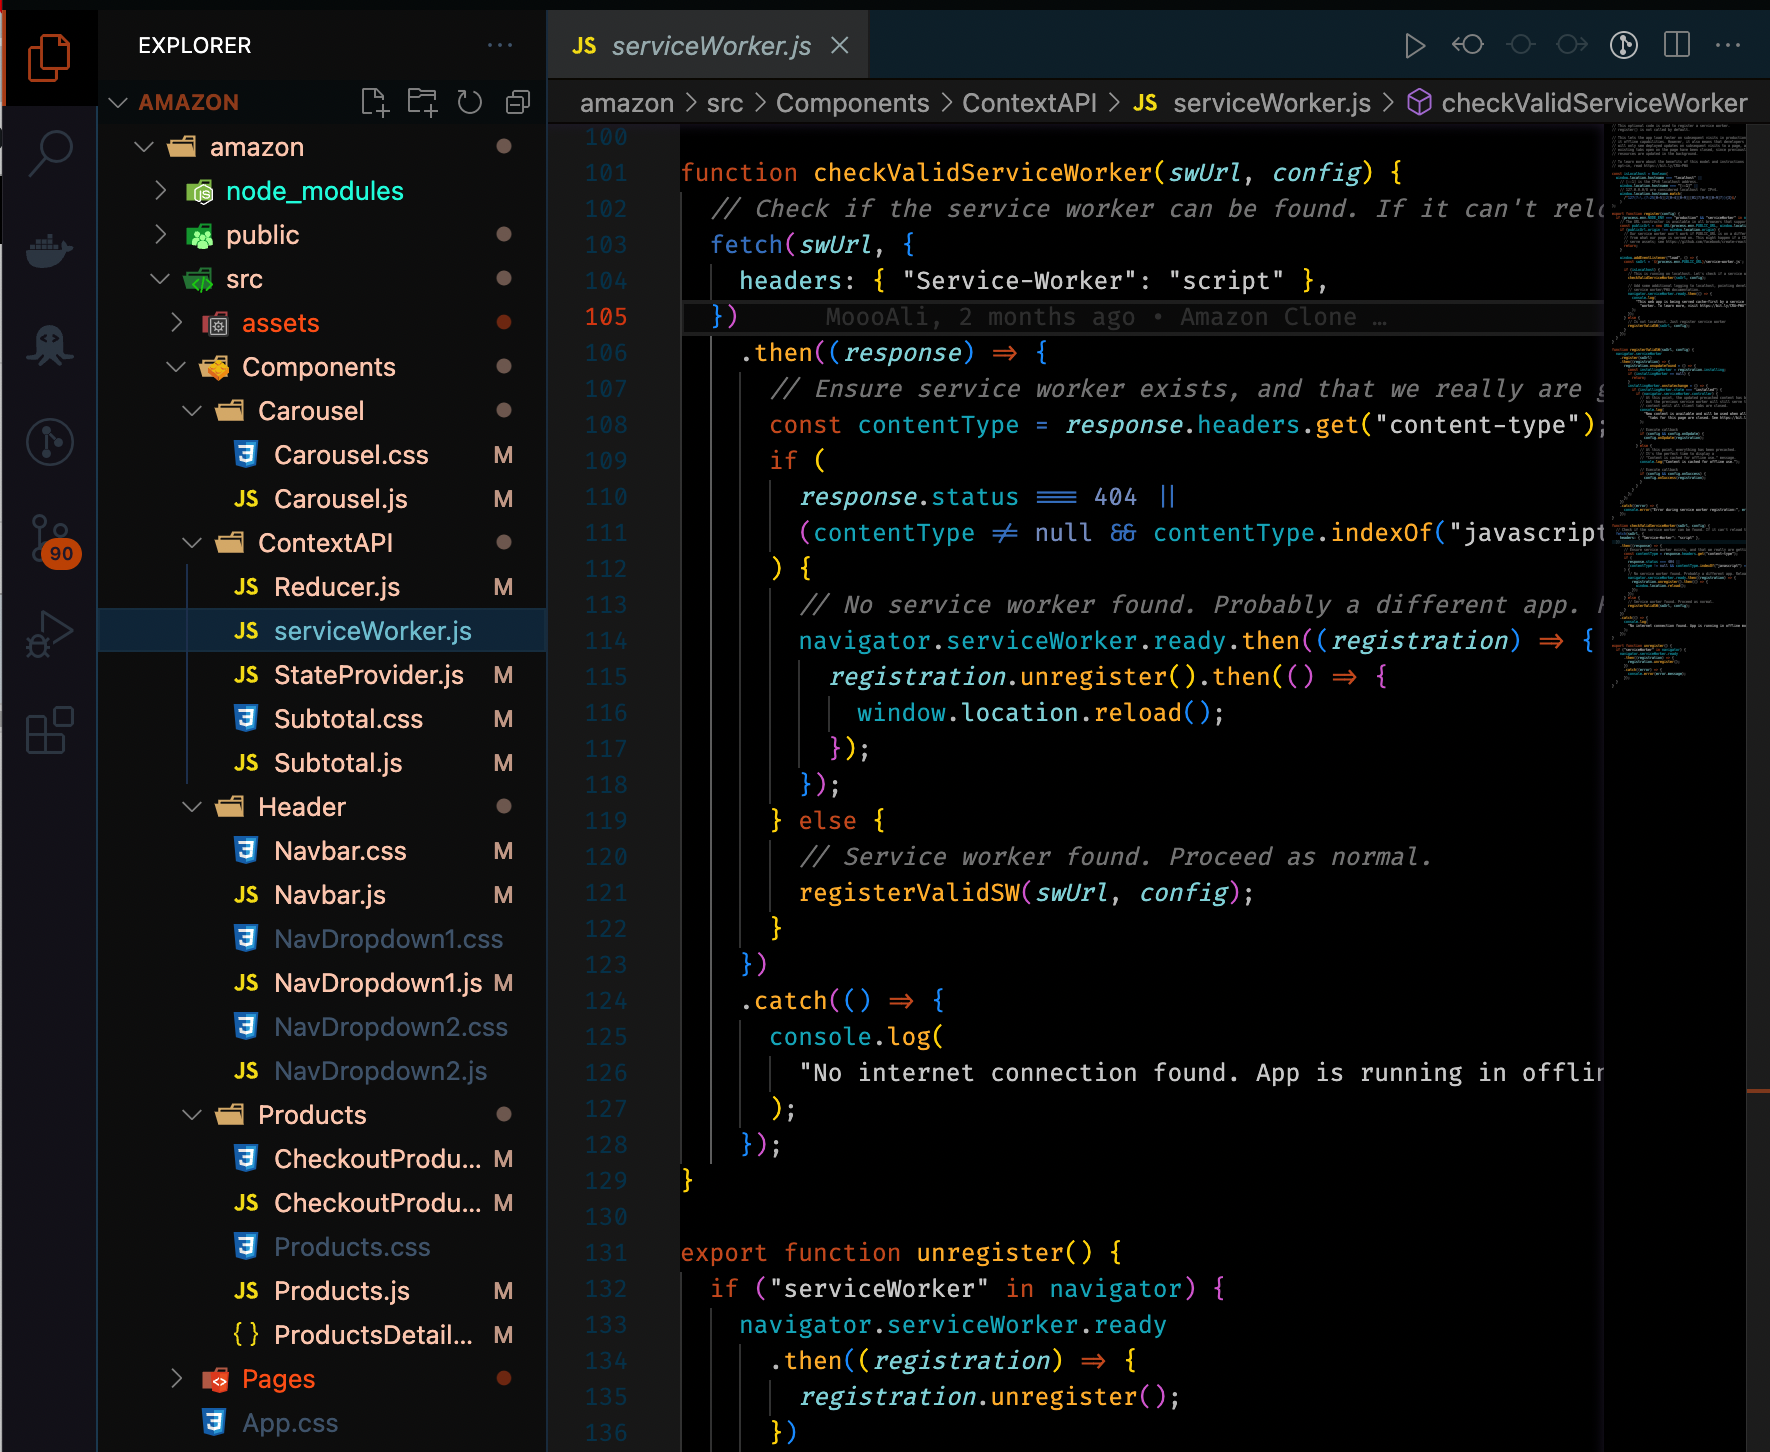 EXPLORER
AMAZON
amazon
node_modules
public
src
assets
Components
Carousel
Carousel.css M
JS Carousel.js M
ContextAPI
JS Reducer.js M
JS serviceWorker.js
JS StateProvider.js M
Subtotal.css M
JS Subtotal.js M
Header
Navbar.css M
JS Navbar.js M
NavDropdown1.css
JS NavDropdown1.js M
NavDropdown2.css
JS NavDropdown2.js
Products
CheckoutProdu... M
JS CheckoutProdu... M
Products.css
JS Products.js M
{} ProductsDetail... M
Pages
App.css
90
JS serviceWorker.js
amazon > src > Components > ContextAPI > JS serviceWorker.js > checkValidServiceWorker
100
101 function checkValidServiceWorker(swUrl, config) {
102 // Check if the service worker can be found. If it can't relo
103 fetch(swUrl, {
104 headers: { "Service-Worker": "script" },
105 }) MoooAli, 2 months ago • Amazon Clone …
106 .then((response) => {
107 // Ensure service worker exists, and that we really are g
108 const contentType = response.headers.get("content-type");
109 if (
110 response.status === 404 ||
111 (contentType != null && contentType.indexOf("javascript
112 ) {
113 // No service worker found. Probably a different app.
114 navigator.serviceWorker.ready.then((registration) => {
115 registration.unregister().then(() => {
116 window.location.reload();
117 });
118 });
119 } else {
120 // Service worker found. Proceed as normal.
121 registerValidSW(swUrl, config);
122 }
123 })
124 .catch(() => {
125 console.log(
126 "No internet connection found. App is running in offlin
127 );
128 });
129 }
130
131 export function unregister() {
132 if ("serviceWorker" in navigator) {
133 navigator.serviceWorker.ready
134 .then((registration) => {
135 registration.unregister();
136 })